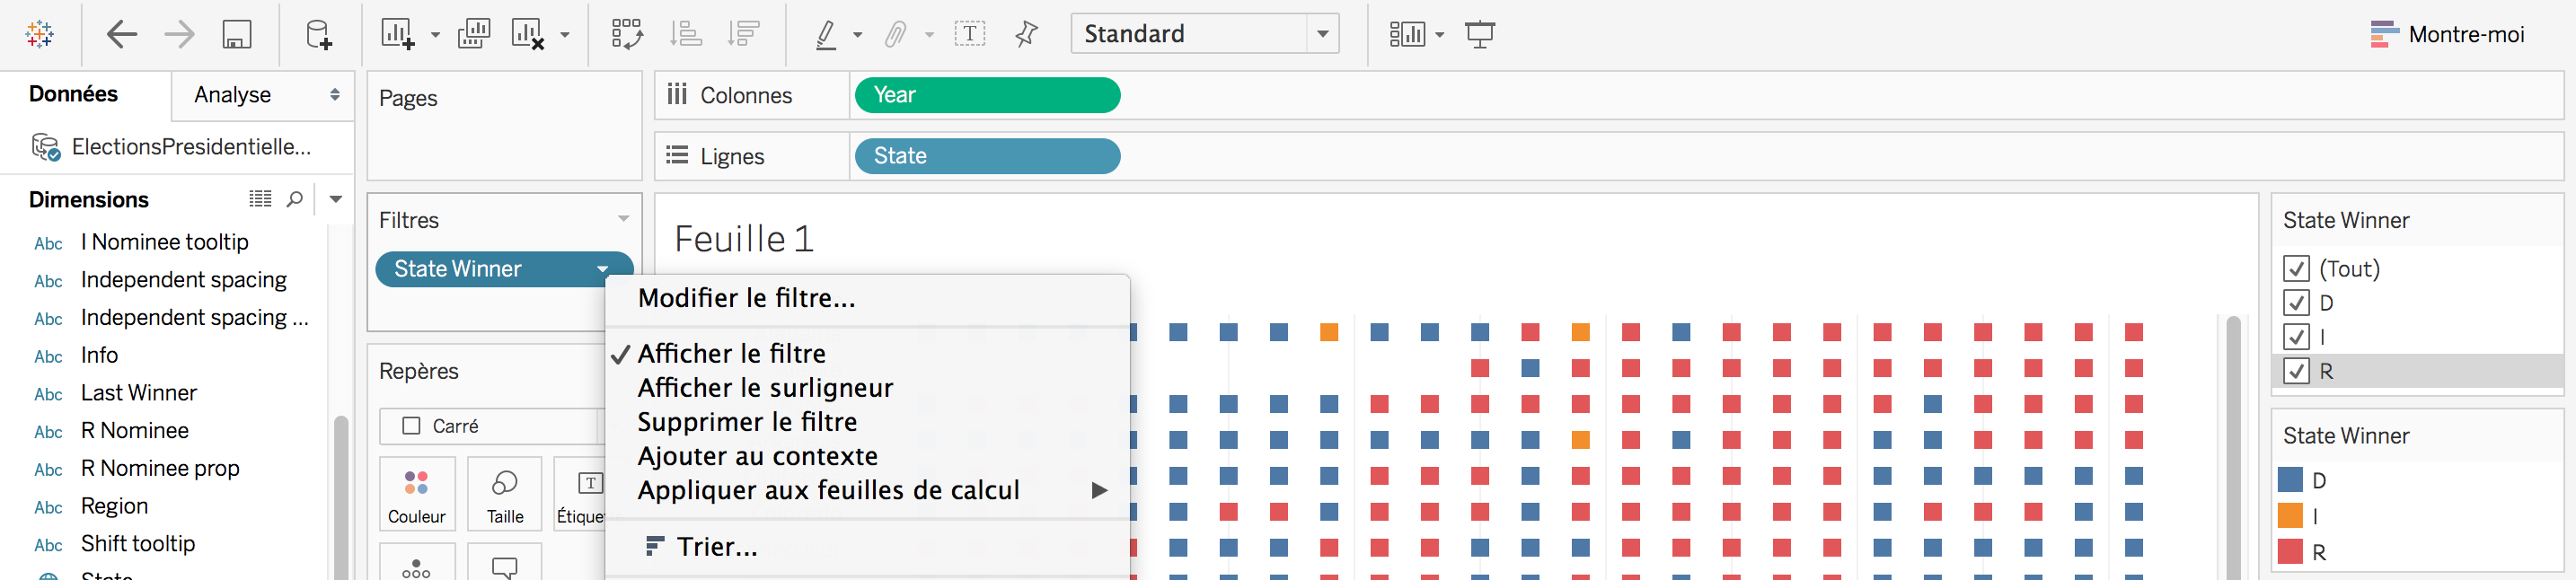 Standard
Montre-moi
Données
Analyse
ElectionsPresidentielle...
Dimensions
Abc I Nominee tooltip
Abc Independent spacing
Abc Independent spacing ...
Abc Info
Abc Last Winner
Abc R Nominee
Abc R Nominee prop
Abc Region
Abc Shift tooltip
State
Pages
Filtres
State Winner
Repères
Carré
Couleur
Taille
T
Étique
Colonnes
Year
Lignes
State
Feuille 1
Modifier le filtre...
Afficher le filtre
Afficher le surligneur
Supprimer le filtre
Ajouter au contexte
Appliquer aux feuilles de calcul
Trier...
State Winner
(Tout)
D
I
R
State Winner
D
I
R